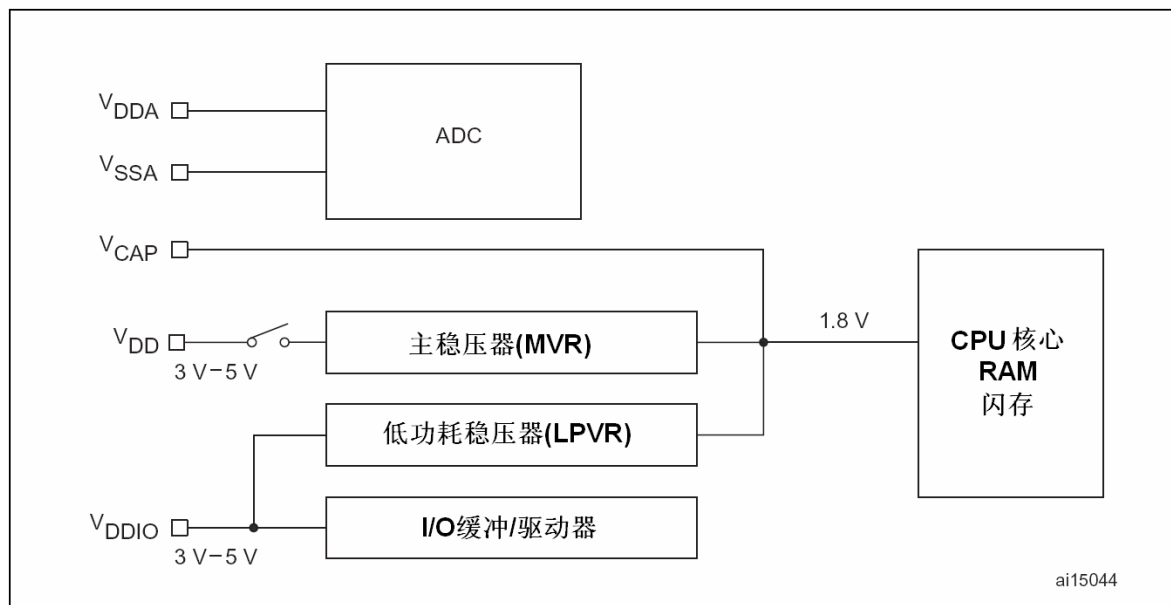 VDDA
ADC
VSSA
VCAP
VDD
3 V−5 V
主稳压器(MVR)
1.8 V
CPU 核心
RAM
闪存
低功耗稳压器(LPVR)
VDDIO
3 V−5 V
I/O缓冲/驱动器
ai15044